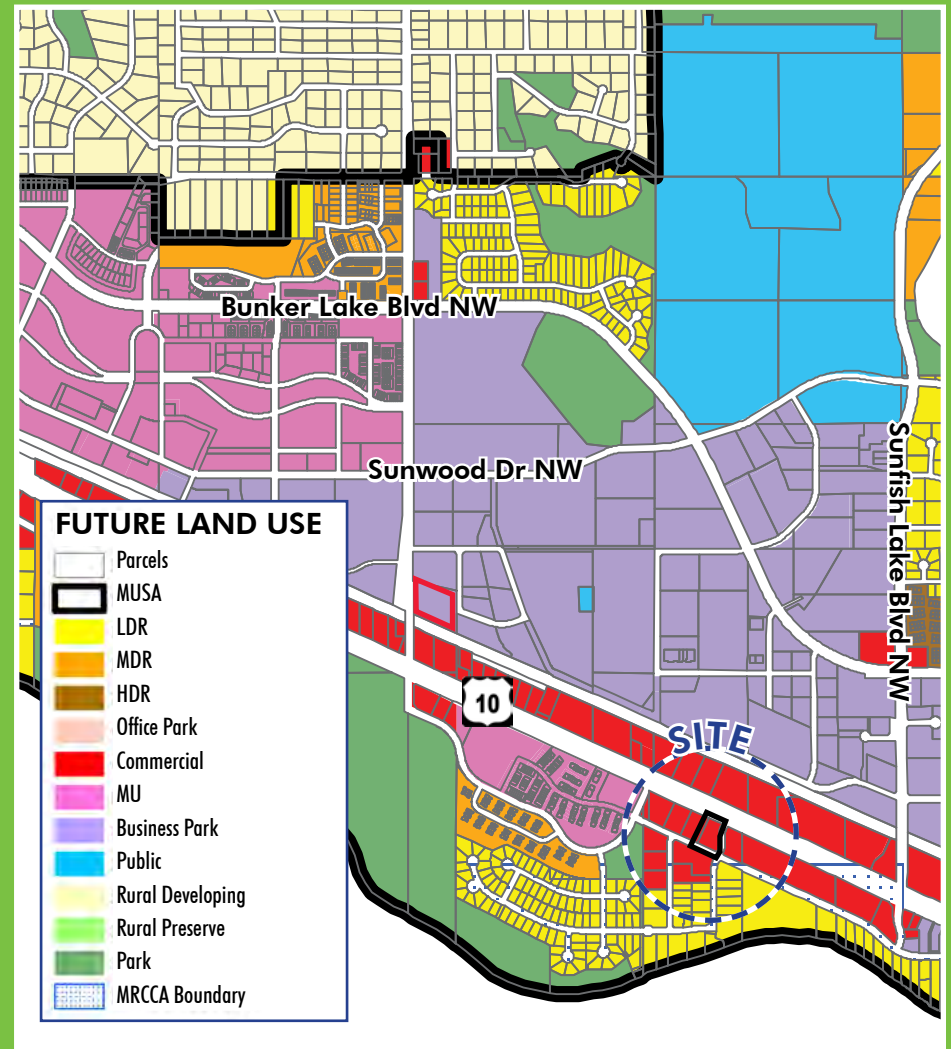 Bunker Lake Blvd NW
Sunwood Dr NW
Sunfish Lake Blvd NW
FUTURE LAND USE
Parcels
MUSA
LDR
MDR
HDR
Office Park
Commercial
MU
Business Park
Public
Rural Developing
Rural Preserve
Park
MRCCA Boundary
10
SITE